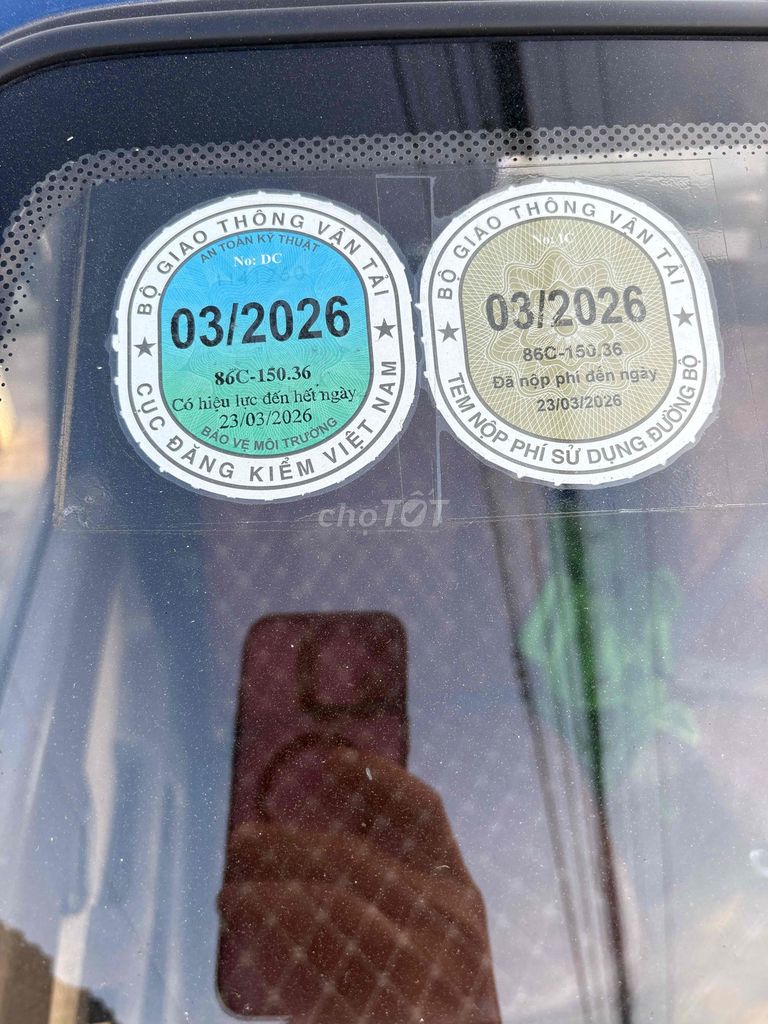 BỘ GIAO THÔNG VẬN TẢI
AN TOÀN KỸ THUẬT
No: DC
03/2026
86C-150.36
Có hiệu lực đến hết ngày
23/03/2026
BẢO VỆ MÔI TRƯỜNG
CỤC ĐĂNG KIỂM VIỆT NAM
BỘ GIAO THÔNG VẬN TẢI
No: IC
03/2026
86C-150.36
Đã nộp phí đến ngày
23/03/2026
TEM NỘP PHÍ SỬ DỤNG ĐƯỜNG BỘ
chợTỐT